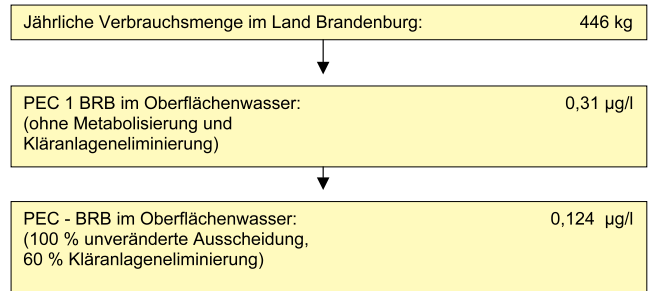 Jährliche Verbrauchsmenge im Land Brandenburg: 446 kg
PEC 1 BRB im Oberflächenwasser: 0,31 µg/l
(ohne Metabolisierung und
Kläranlageneliminierung)
PEC - BRB im Oberflächenwasser: 0,124 µg/l
(100 % unveränderte Ausscheidung,
60 % Kläranlageneliminierung)